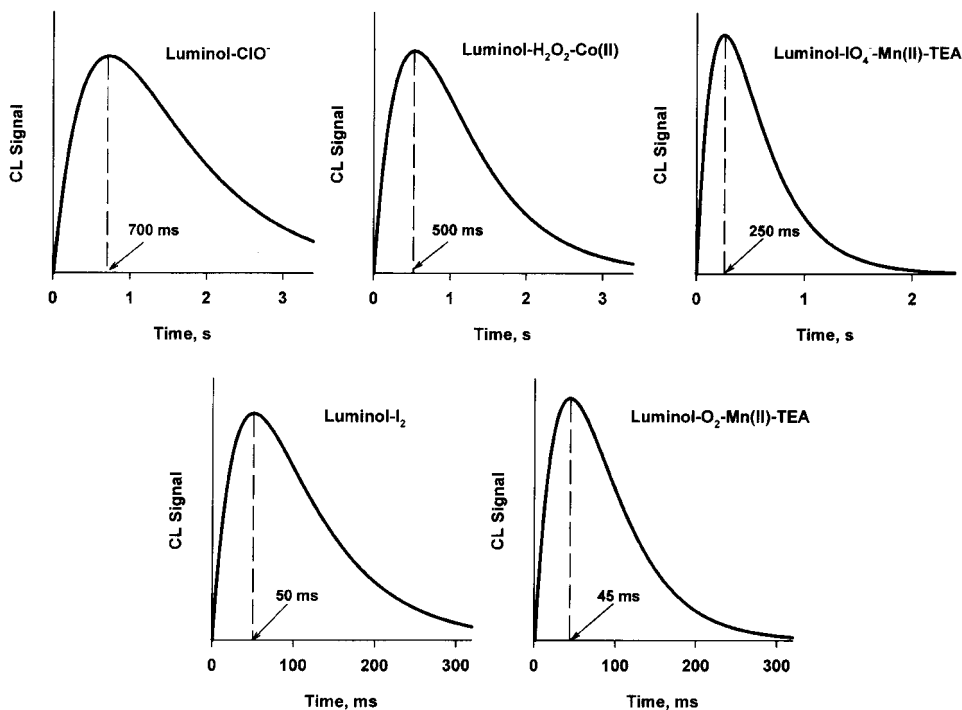 Luminol-ClO⁻
CL Signal
700 ms
0 1 2 3
Time, s
Luminol-H₂O₂-Co(II)
CL Signal
500 ms
0 1 2 3
Time, s
Luminol-IO₄⁻-Mn(II)-TEA
CL Signal
250 ms
0 1 2
Time, s
Luminol-I₂
CL Signal
50 ms
0 100 200 300
Time, ms
Luminol-O₂-Mn(II)-TEA
CL Signal
45 ms
0 100 200 300
Time, ms